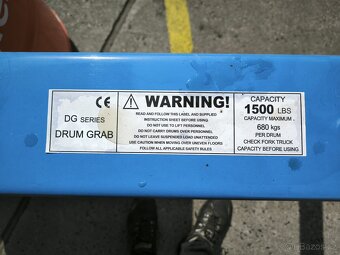 CE
DG SERIES
DRUM GRAB
WARNING!
READ AND FOLLOW THIS LABEL AND SUPPLIED
INSTRUCTION SHEET BEFORE USING
DO NOT USE TO LIFT PERSONNEL
DO NOT CARRY DRUMS OVER PERSONNEL
DO NOT LEAVE SUSPENDED LOAD UNATTENDED
USE CAUTION WHEN MOVING OVER UNEVEN FLOORS
FOLLOW ALL APPLICABLE SAFETY RULES
CAPACITY
1500 LBS
CAPACITY MAXIMUM
680 kgs
PER DRUM
CHECK FORK TRUCK
CAPACITY BEFORE USING